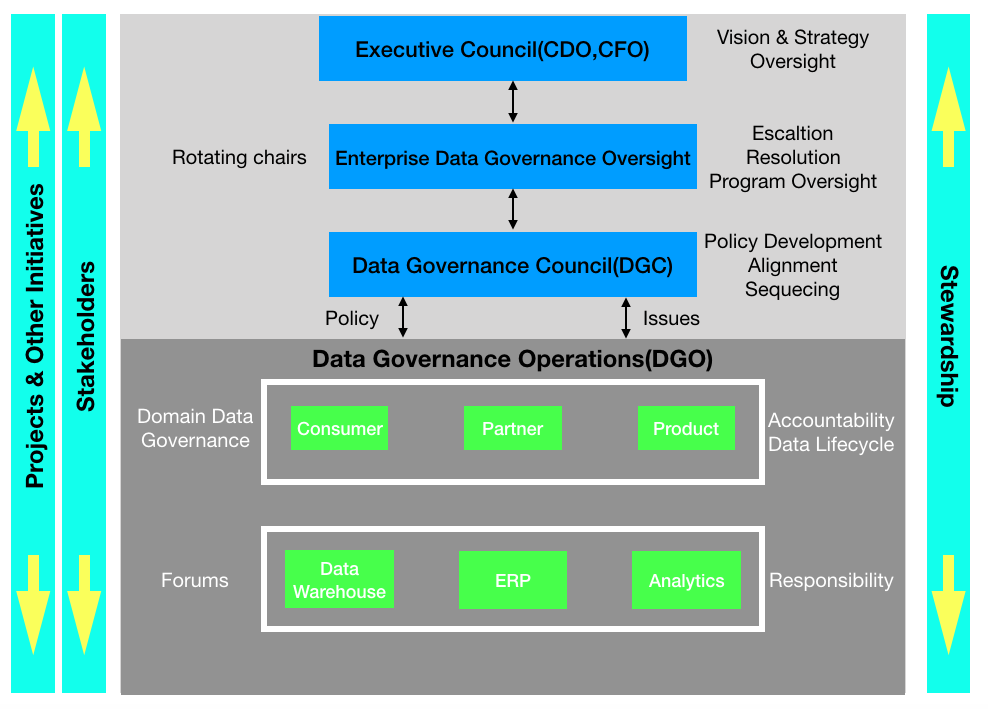 Executive Council(CDO,CFO)
Vision & Strategy
Oversight
Rotating chairs
Enterprise Data Governance Oversight
Escaltion
Resolution
Program Oversight
Data Governance Council(DGC)
Policy Development
Alignment
Sequecing
Policy
Issues
Projects & Other Initiatives
Stakeholders
Stewardship
Data Governance Operations(DGO)
Domain Data
Governance
Consumer
Partner
Product
Accountability
Data Lifecycle
Forums
Data
Warehouse
ERP
Analytics
Responsibility